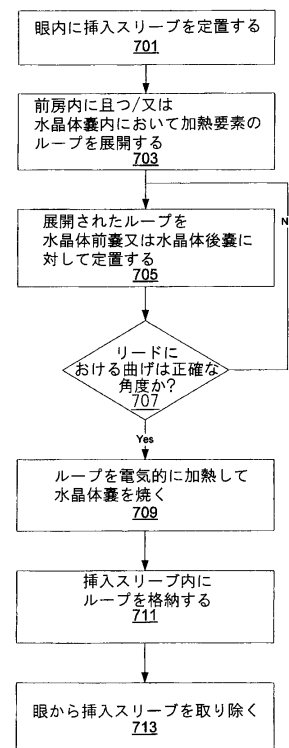 眼内に挿入スリーブを定置する
701
前房内に且つ/又は
水晶体嚢内において加熱要素の
ループを展開する
703
展開されたループを
水晶体前嚢又は水晶体後嚢に
対して定置する
705
N
リードに
おける曲げは正確な
角度か?
707
Yes
ループを電気的に加熱して
水晶体嚢を焼く
709
挿入スリーブ内に
ループを格納する
711
眼から挿入スリーブを取り除く
713